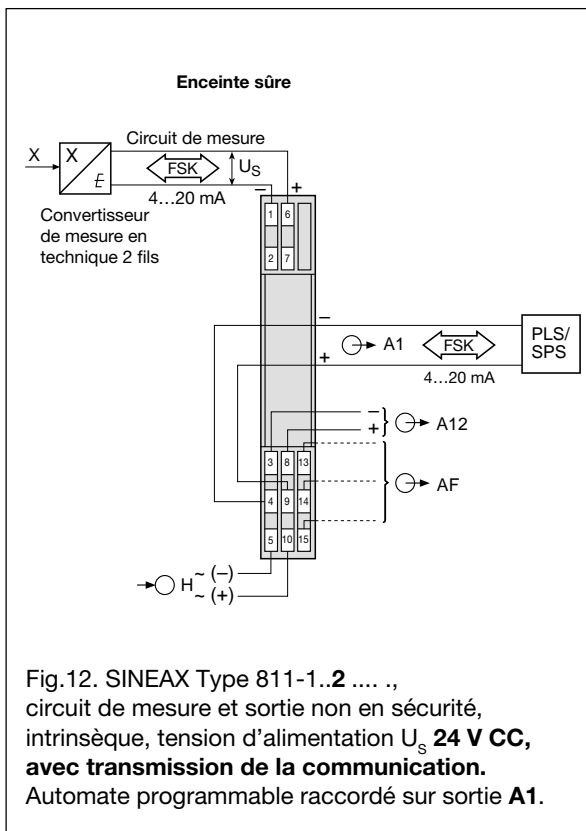 Enceinte sûre
Circuit de mesure
X
X
E
FSK
U_S
– +
4...20 mA
Convertisseur
de mesure en
technique 2 fils
1 6
2 7
–
+
A1
FSK
4...20 mA
PLS/
SPS
–
+
A12
AF
3 8 13
4 9 14
5 10 15
H
~ (–)
~ (+)
Fig.12. SINEAX Type 811-1..2 .... .,
circuit de mesure et sortie non en sécurité,
intrinsèque, tension d'alimentation U_S 24 V CC,
avec transmission de la communication.
Automate programmable raccordé sur sortie A1.